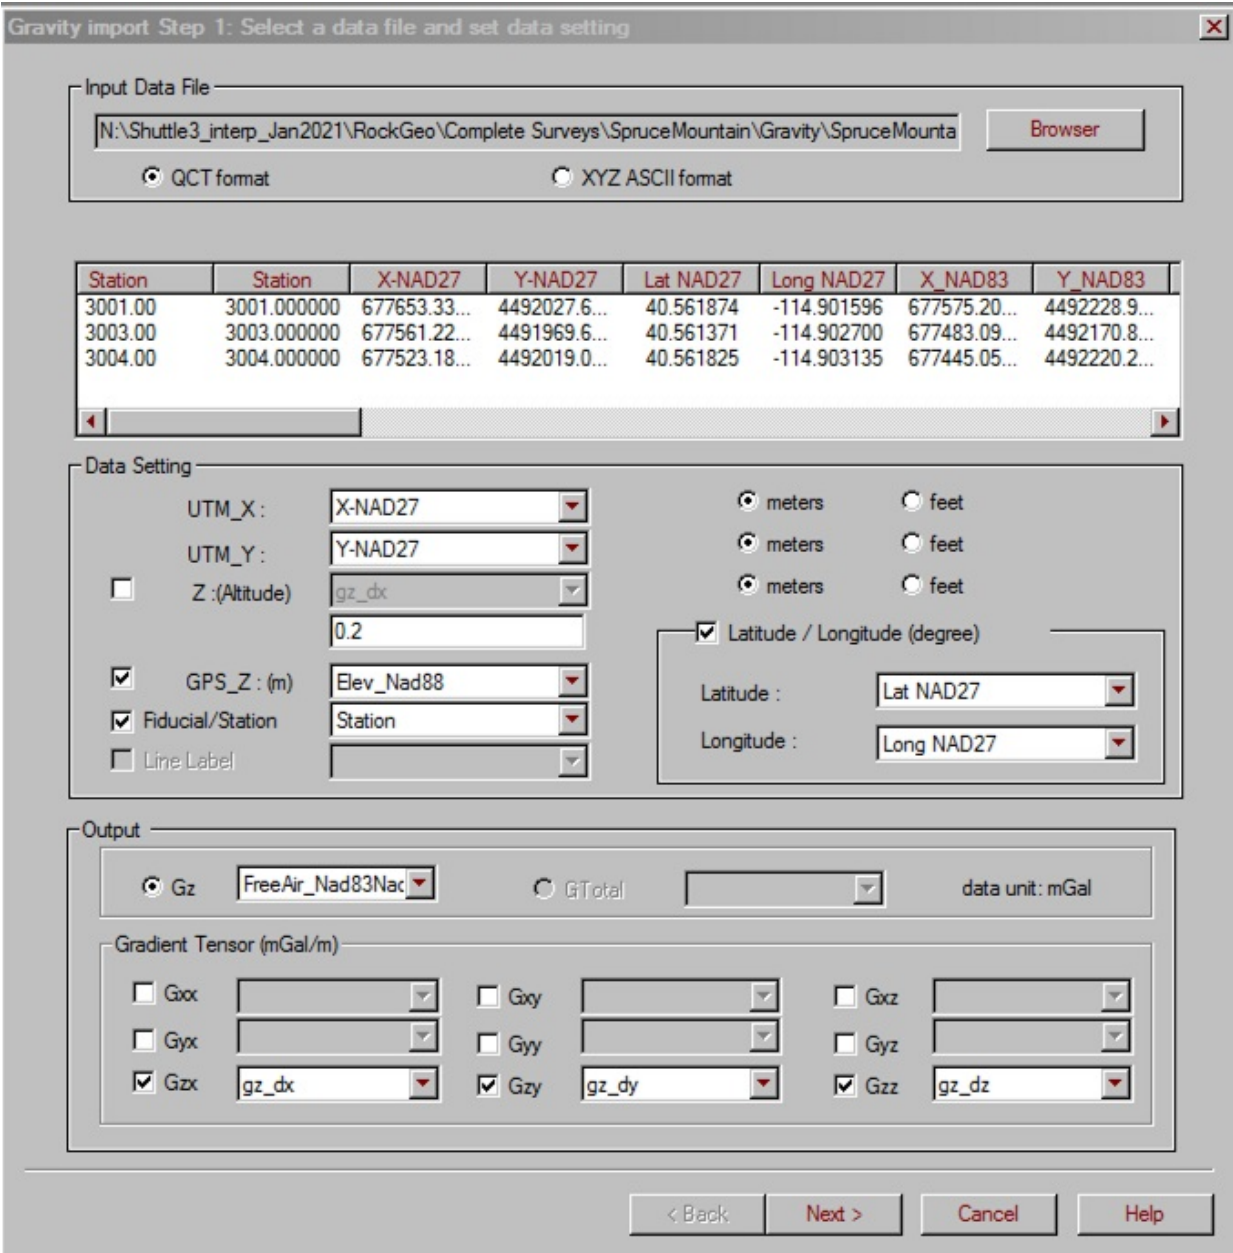 Gravity import Step 1: Select a data file and set data setting
Input Data File
N:\Shuttle3_interp_Jan2021\RockGeo\Complete Surveys\SpruceMountain\Gravity\SpruceMounta Browser
QCT format XYZ ASCII format
Station Station X-NAD27 Y-NAD27 Lat NAD27 Long NAD27 X_NAD83 Y_NAD83
3001.00 3001.000000 677653.33... 4492027.6... 40.561874 -114.901596 677575.20... 4492228.9...
3003.00 3003.000000 677561.22... 4491969.6... 40.561371 -114.902700 677483.09... 4492170.8...
3004.00 3004.000000 677523.18... 4492019.0... 40.561825 -114.903135 677445.05... 4492220.2...
Data Setting
UTM_X : X-NAD27 meters feet
UTM_Y : Y-NAD27 meters feet
Z :(Altitude) gz_dx meters feet
0.2
Latitude / Longitude (degree)
GPS_Z : (m) Elev_Nad88
Latitude : Lat NAD27
Fiducial/Station Station
Longitude : Long NAD27
Line Label
Output
Gz FreeAir_Nad83Nac GTotal data unit: mGal
Gradient Tensor (mGal/m)
Gxx Gxy Gxz
Gyx Gyy Gyz
Gzx gz_dx Gzy gz_dy Gzz gz_dz
< Back Next > Cancel Help